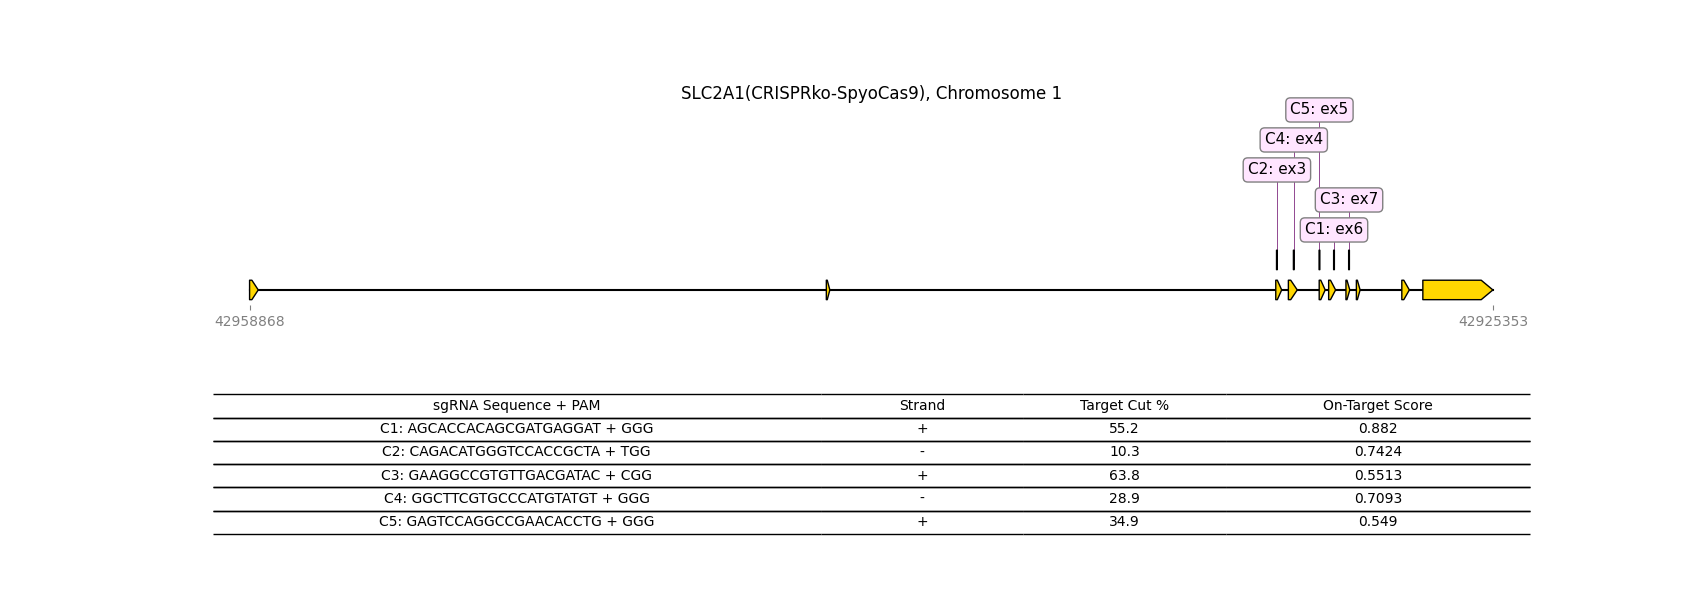 SLC2A1(CRISPRko-SpyoCas9), Chromosome 1
C5: ex5
C4: ex4
C2: ex3
C3: ex7
C1: ex6
42958868 42925353
sgRNA Sequence + PAM Strand Target Cut % On-Target Score
C1: AGCACCACAGCGATGAGGAT + GGG + 55.2 0.882
C2: CAGACATGGGTCCACCGCTA + TGG - 10.3 0.7424
C3: GAAGGCCGTGTTGACGATAC + CGG + 63.8 0.5513
C4: GGCTTCGTGCCCATGTATGT + GGG - 28.9 0.7093
C5: GAGTCCAGGCCGAACACCTG + GGG + 34.9 0.549